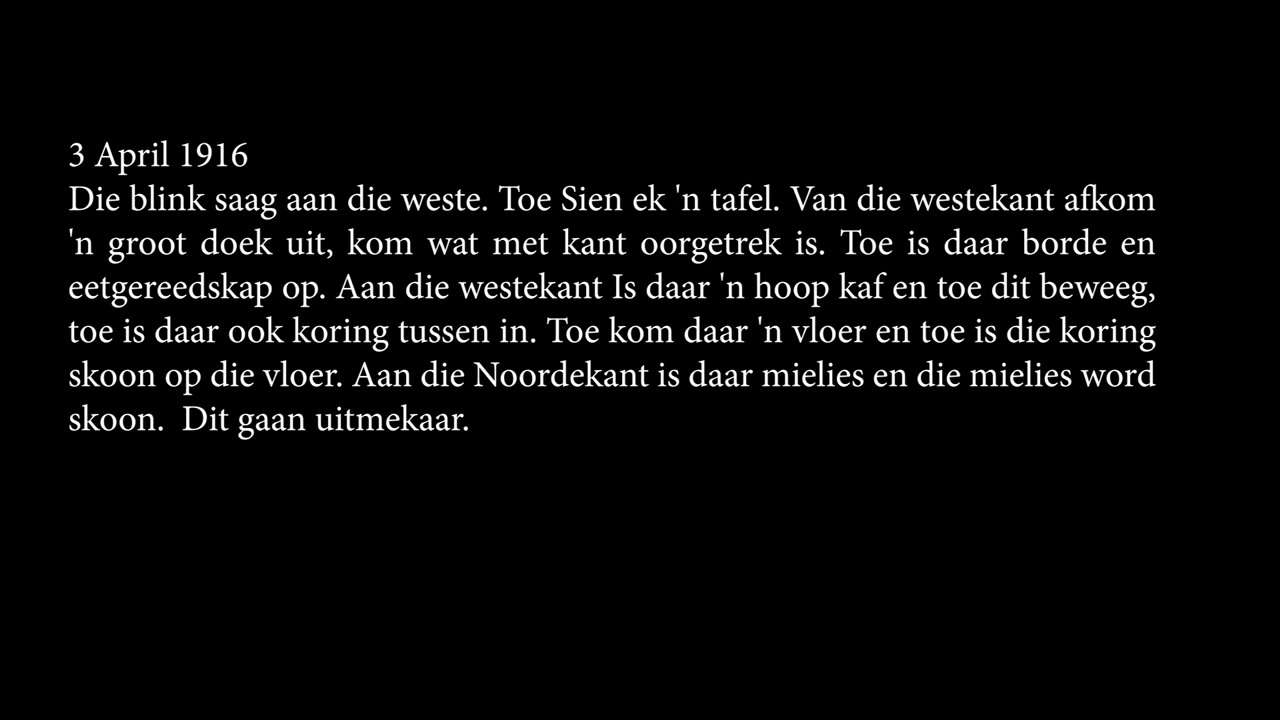 3 April 1916
Die blink saag aan die weste. Toe Sien ek 'n tafel. Van die westekant afkom
'n groot doek uit, kom wat met kant oorgetrek is. Toe is daar borde en
eetgereedskap op. Aan die westekant Is daar 'n hoop kaf en toe dit beweeg,
toe is daar ook koring tussen in. Toe kom daar 'n vloer en toe is die koring
skoon op die vloer. Aan die Noordekant is daar mielies en die mielies word
skoon.  Dit gaan uitmekaar.